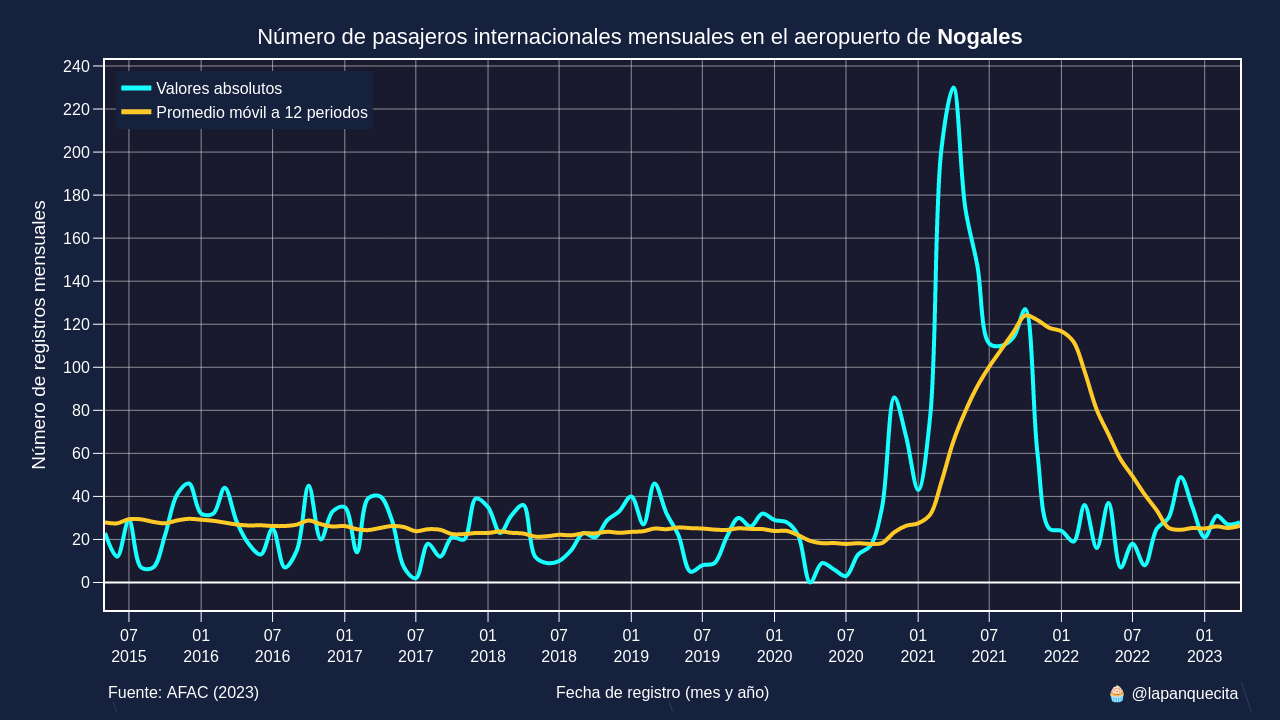 Número de pasajeros internacionales mensuales en el aeropuerto de Nogales
Valores absolutos
Promedio móvil a 12 periodos
Número de registros mensuales
240
220
200
180
160
140
120
100
80
60
40
20
0
07 01 07 01 07 01 07 01 07 01 07 01 07 01 07 01
2015 2016 2016 2017 2017 2018 2018 2019 2019 2020 2020 2021 2021 2022 2022 2023
Fuente: AFAC (2023)
Fecha de registro (mes y año)
🧁 @lapanquecita